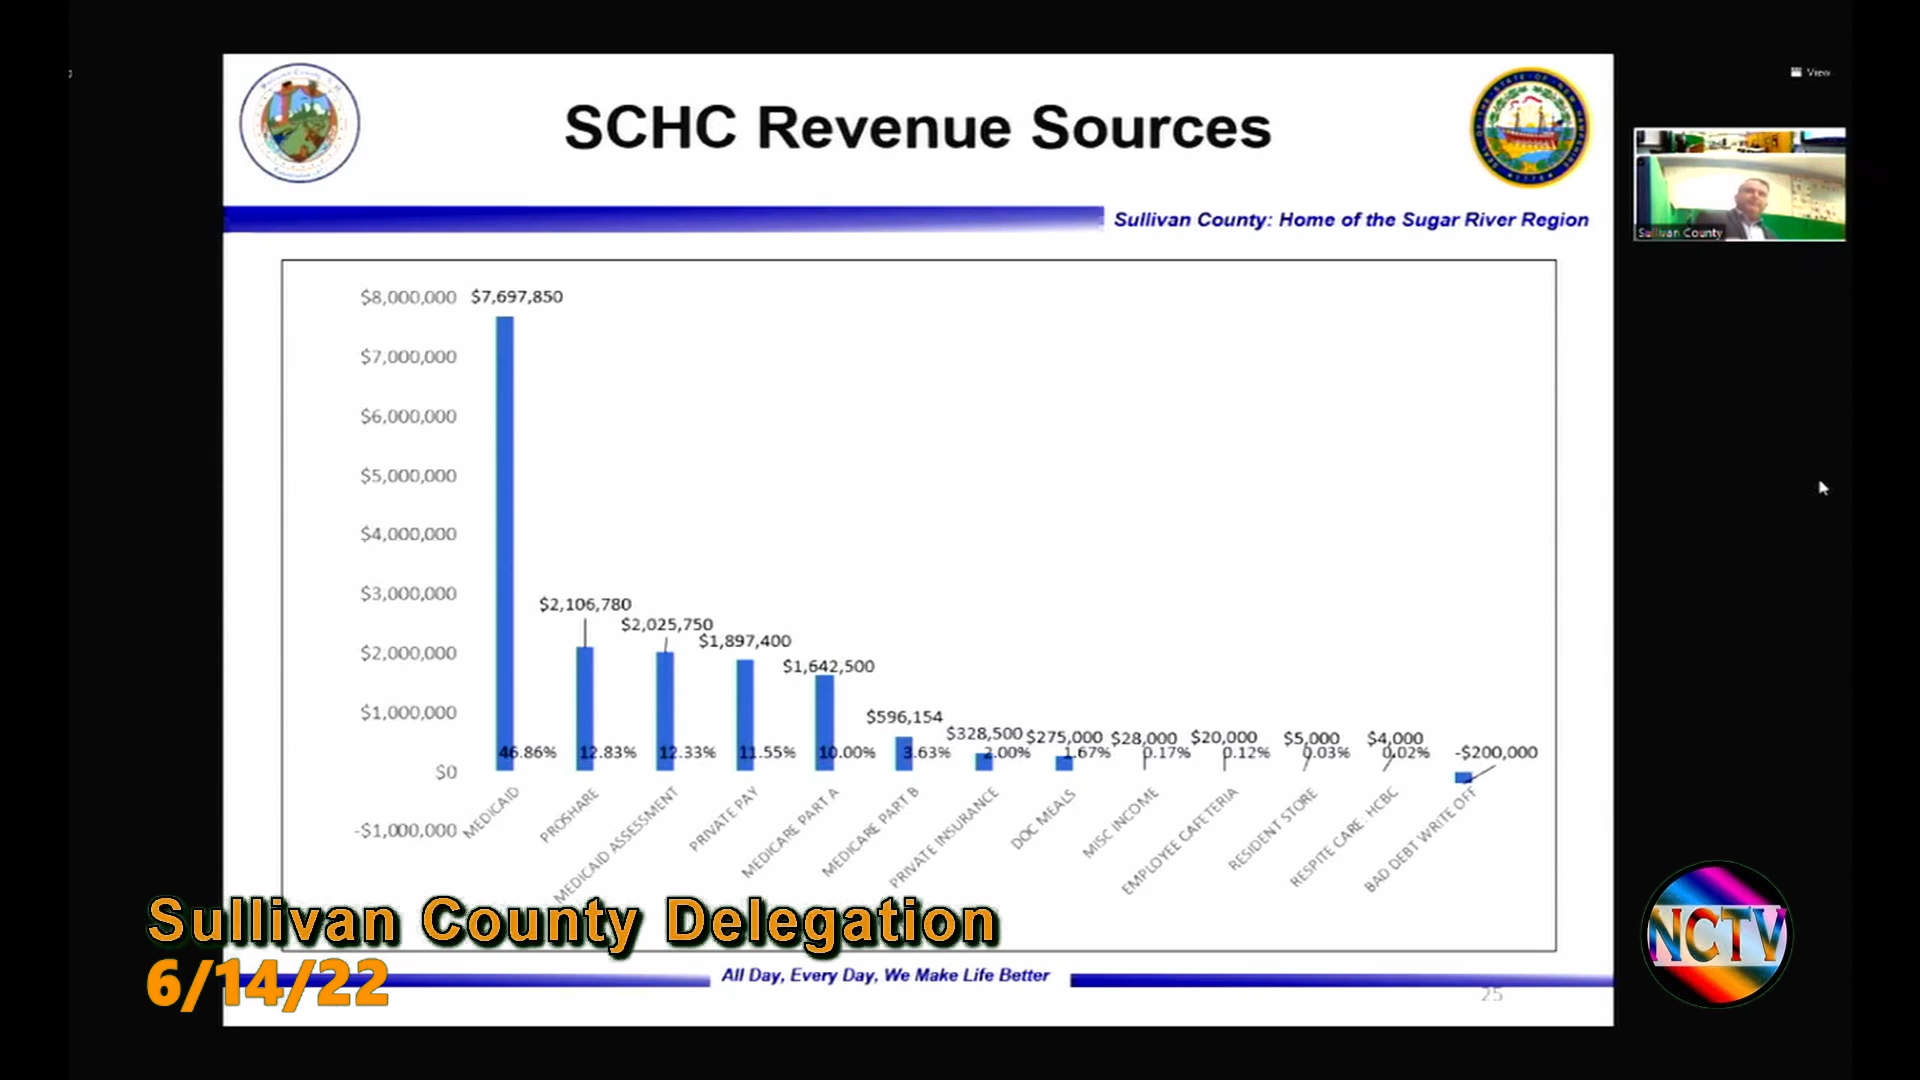 SCHC Revenue Sources
View
Sullivan County: Home of the Sugar River Region
Sullivan County
$8,000,000
$7,000,000
$6,000,000
$5,000,000
$4,000,000
$3,000,000
$2,000,000
$1,000,000
$0
-$1,000,000
$7,697,850
$2,106,780
$2,025,750
$1,897,400
$1,642,500
$596,154
$328,500
$275,000
$28,000
$20,000
$5,000
$4,000
-$200,000
46.86%
12.83%
12.33%
11.55%
10.00%
3.63%
2.00%
1.67%
0.17%
0.12%
0.03%
0.02%
MEDICAID
PROSHARE
MEDICAID ASSESSMENT
PRIVATE PAY
MEDICARE PART A
MEDICARE PART B
PRIVATE INSURANCE
DOC MEALS
MISC INCOME
EMPLOYEE CAFETERIA
RESIDENT STORE
RESPITE CARE: HCBC
BAD DEBT WRITE OFF
Sullivan County Delegation
6/14/22
All Day, Every Day, We Make Life Better
25
NCTV